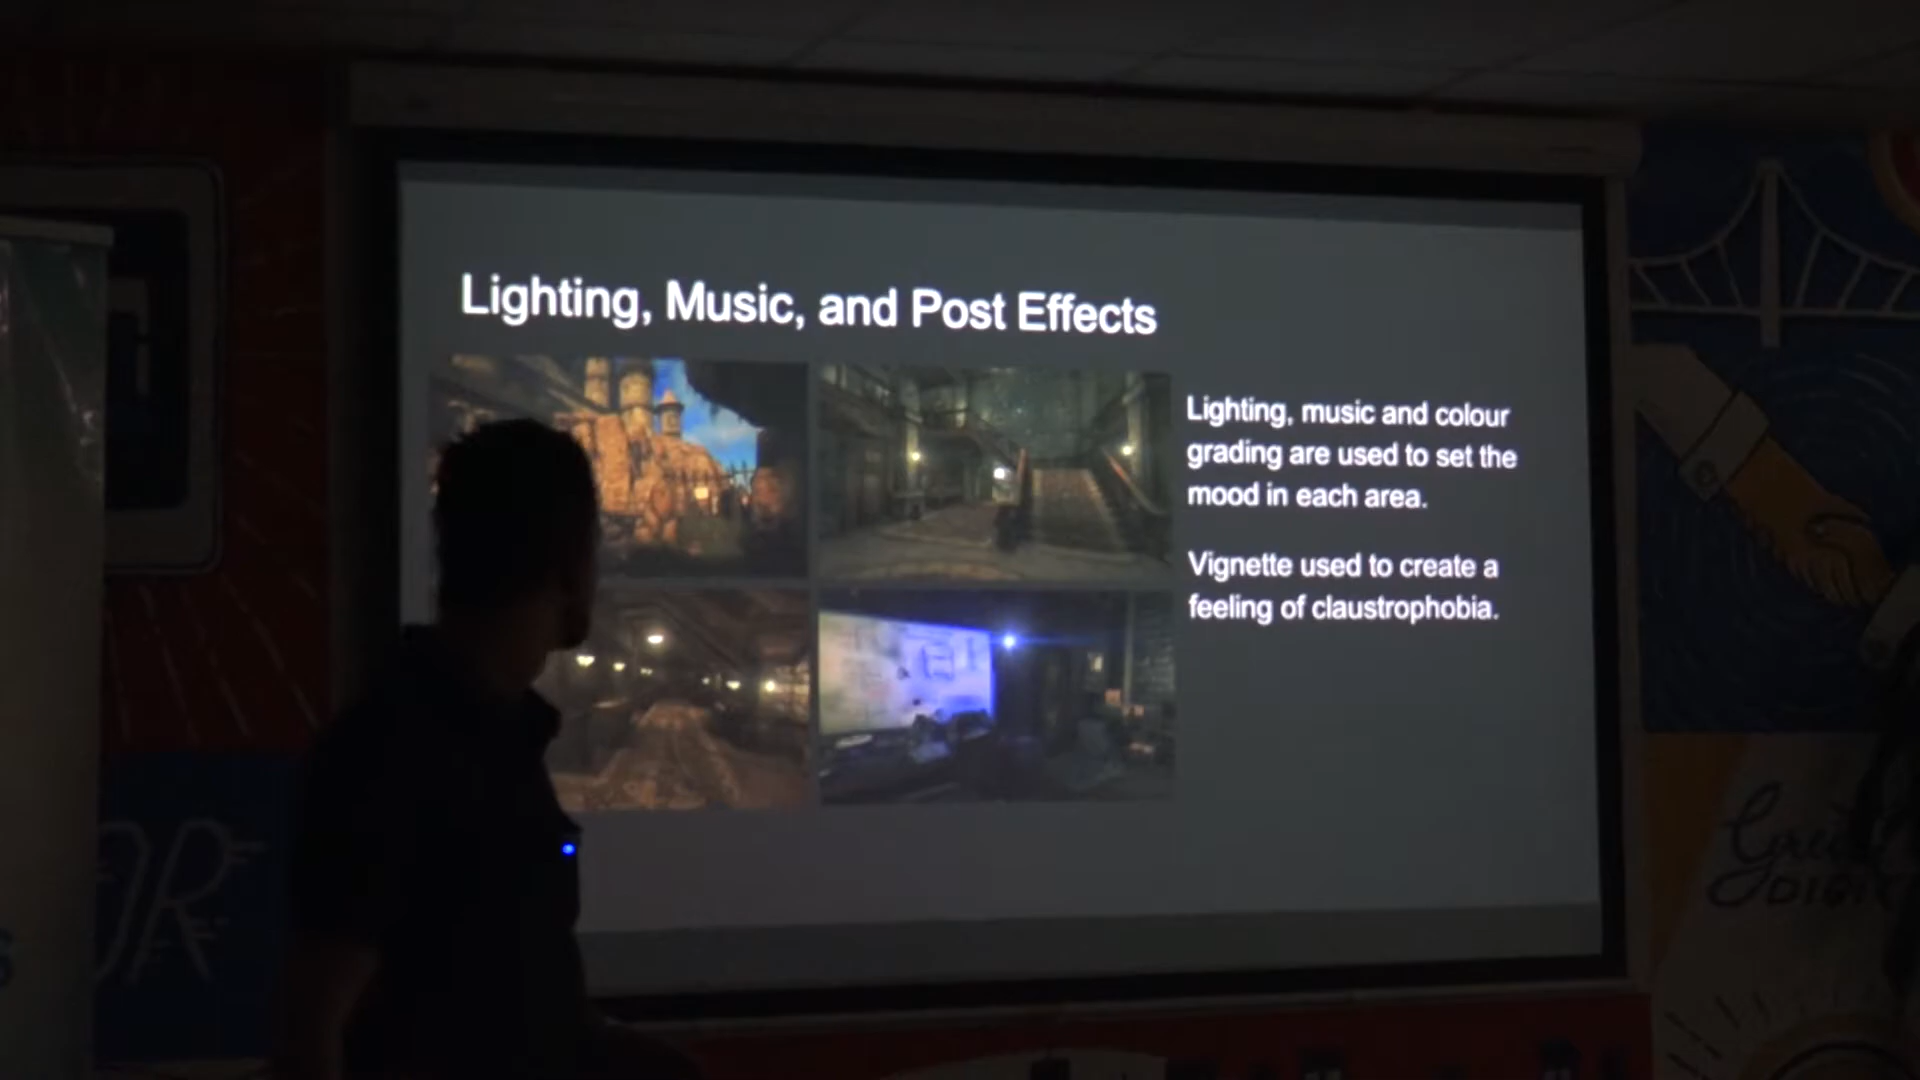 Lighting, Music, and Post Effects
Lighting, music and colour
grading are used to set the
mood in each area.
Vignette used to create a
feeling of claustrophobia.